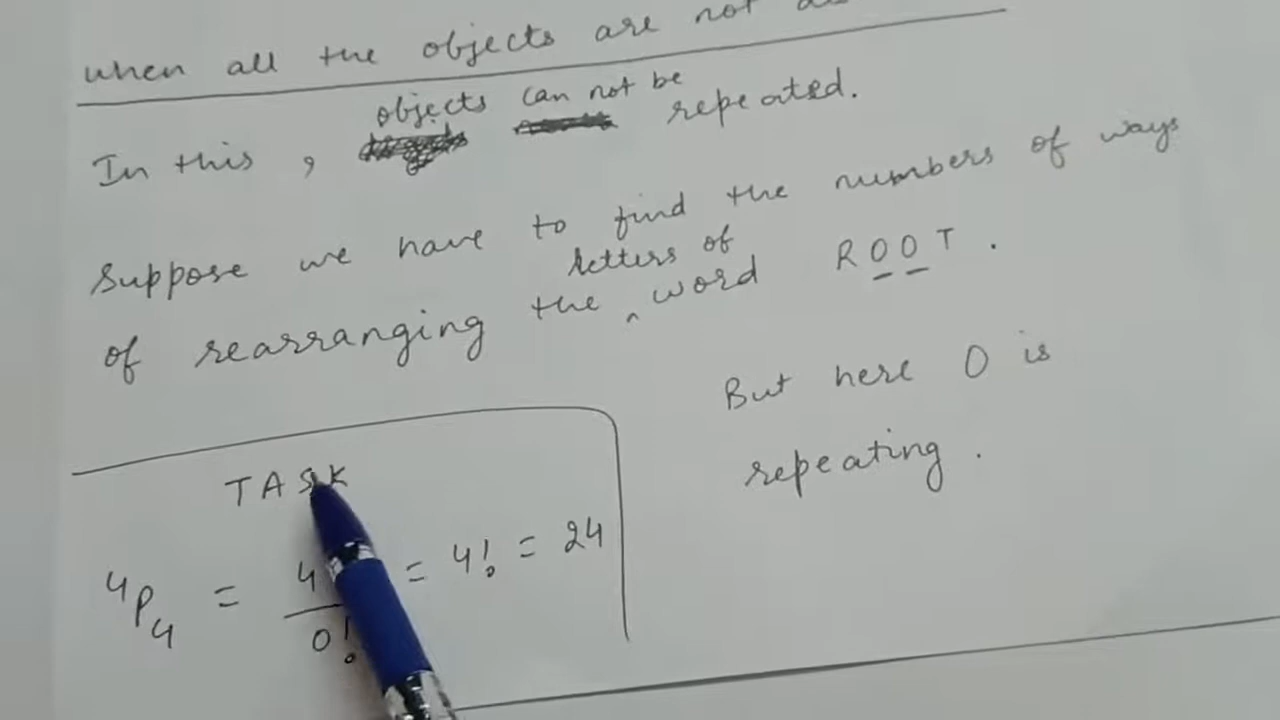 when all the objects are not
objects can not be
In this , repeated.
Suppose we have to find the numbers of ways
letters of
of rearranging the ^ word ROOT .
But here O is
repeating .
TASK
⁴P₄ = 4 / 0! = 4! = 24